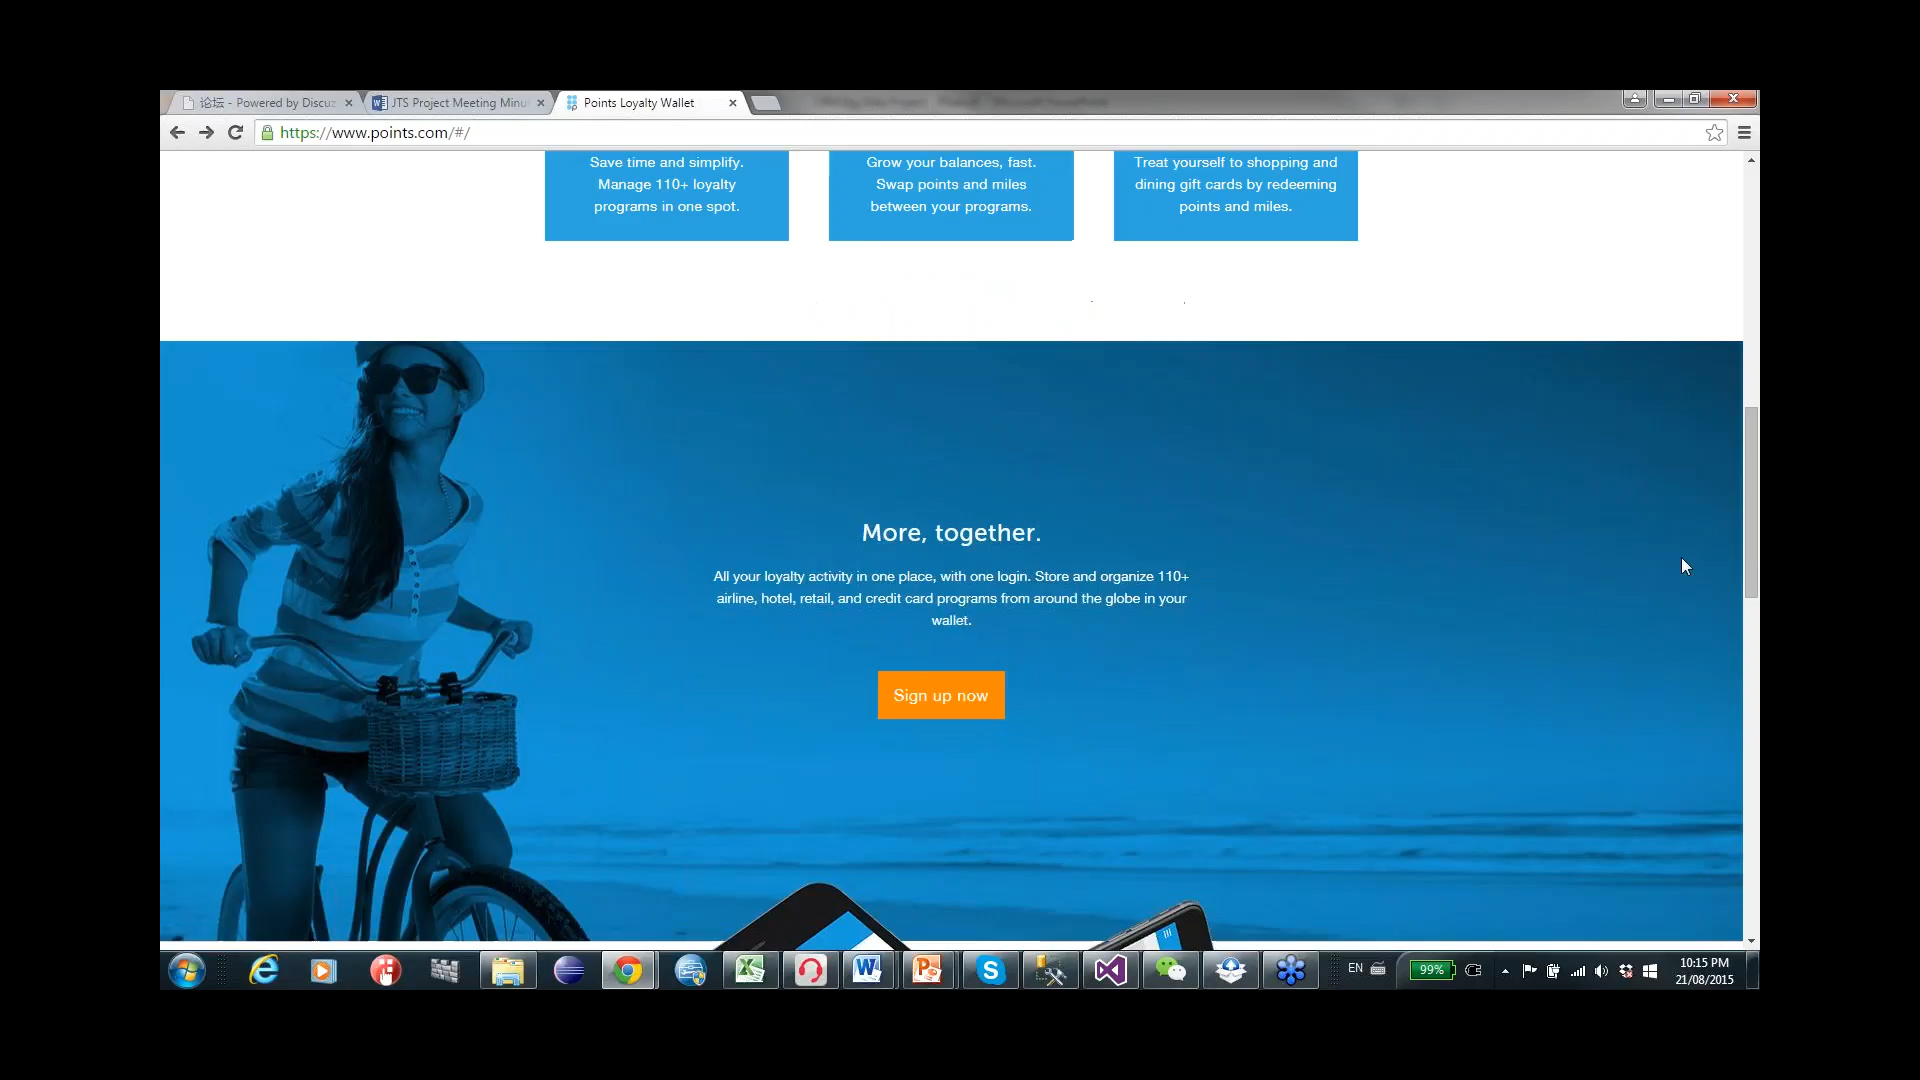 论坛 - Powered by Discuz
JTS Project Meeting Minu
Points Loyalty Wallet
https://www.points.com/#/
Save time and simplify.
Manage 110+ loyalty
programs in one spot.
Grow your balances, fast.
Swap points and miles
between your programs.
Treat yourself to shopping and
dining gift cards by redeeming
points and miles.
More, together.
All your loyalty activity in one place, with one login. Store and organize 110+
airline, hotel, retail, and credit card programs from around the globe in your
wallet.
Sign up now
EN
99%
10:15 PM
21/08/2015